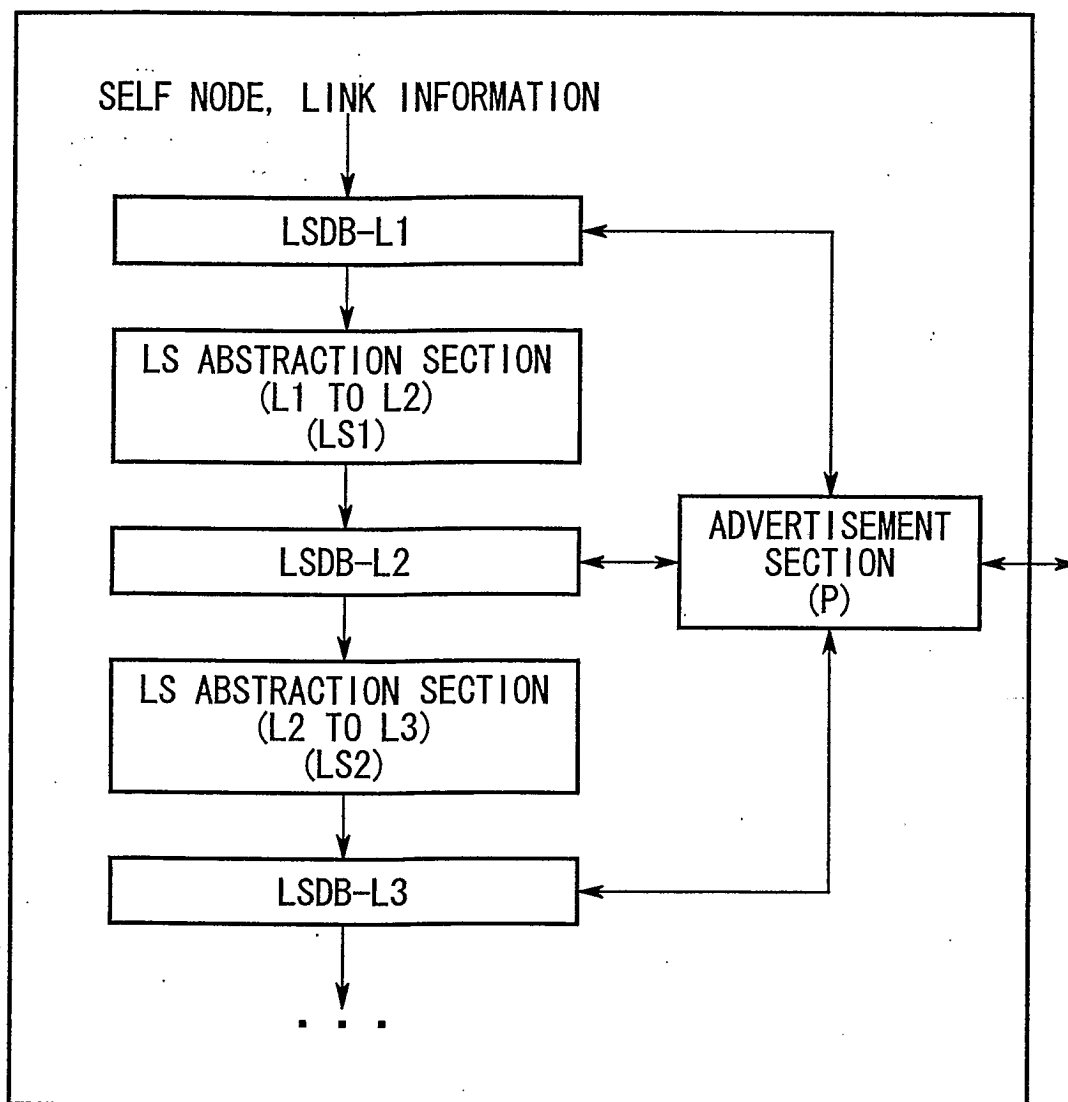 SELF NODE, LINK INFORMATION
LSDB-L1
LS ABSTRACTION SECTION
(L1 TO L2)
(LS1)
LSDB-L2
ADVERTISEMENT
SECTION
(P)
LS ABSTRACTION SECTION
(L2 TO L3)
(LS2)
LSDB-L3
...